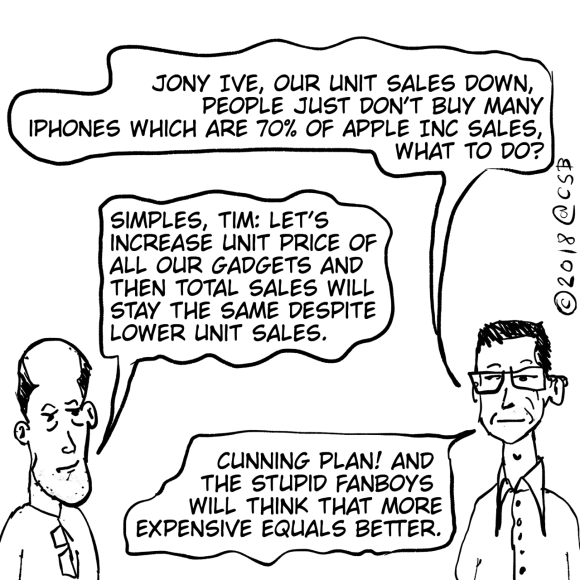 JONY IVE, OUR UNIT SALES DOWN,
PEOPLE JUST DON'T BUY MANY
IPHONES WHICH ARE 70% OF APPLE INC SALES,
WHAT TO DO?
SIMPLES, TIM: LET'S
INCREASE UNIT PRICE OF
ALL OUR GADGETS AND
THEN TOTAL SALES WILL
STAY THE SAME DESPITE
LOWER UNIT SALES.
CUNNING PLAN! AND
THE STUPID FANBOYS
WILL THINK THAT MORE
EXPENSIVE EQUALS BETTER.
©2018 @CSB